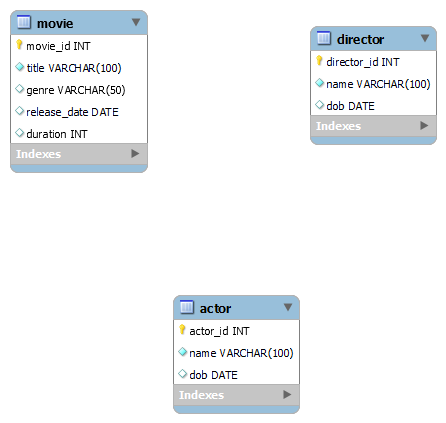 movie
movie_id INT
title VARCHAR(100)
genre VARCHAR(50)
release_date DATE
duration INT
Indexes
director
director_id INT
name VARCHAR(100)
dob DATE
Indexes
actor
actor_id INT
name VARCHAR(100)
dob DATE
Indexes